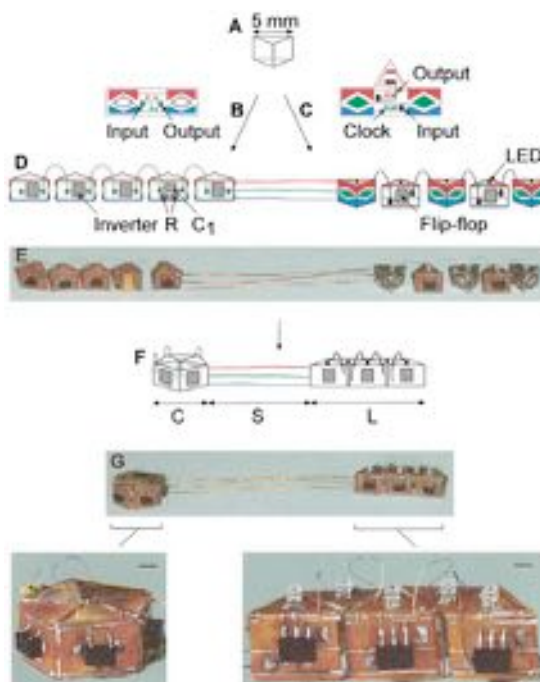 A
5 mm
Output
B
C
Input Output
Clock Input
D
LED
Inverter R C1
Flip-flop
E
F
C S L
G